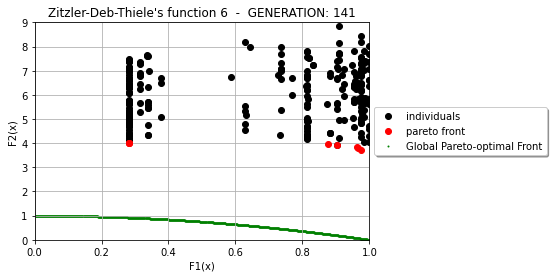 Zitzler-Deb-Thiele's function 6  -  GENERATION: 141
F2(x)
9
8
7
6
5
4
3
2
1
0
0.0 0.2 0.4 0.6 0.8 1.0
F1(x)
individuals
pareto front
Global Pareto-optimal Front